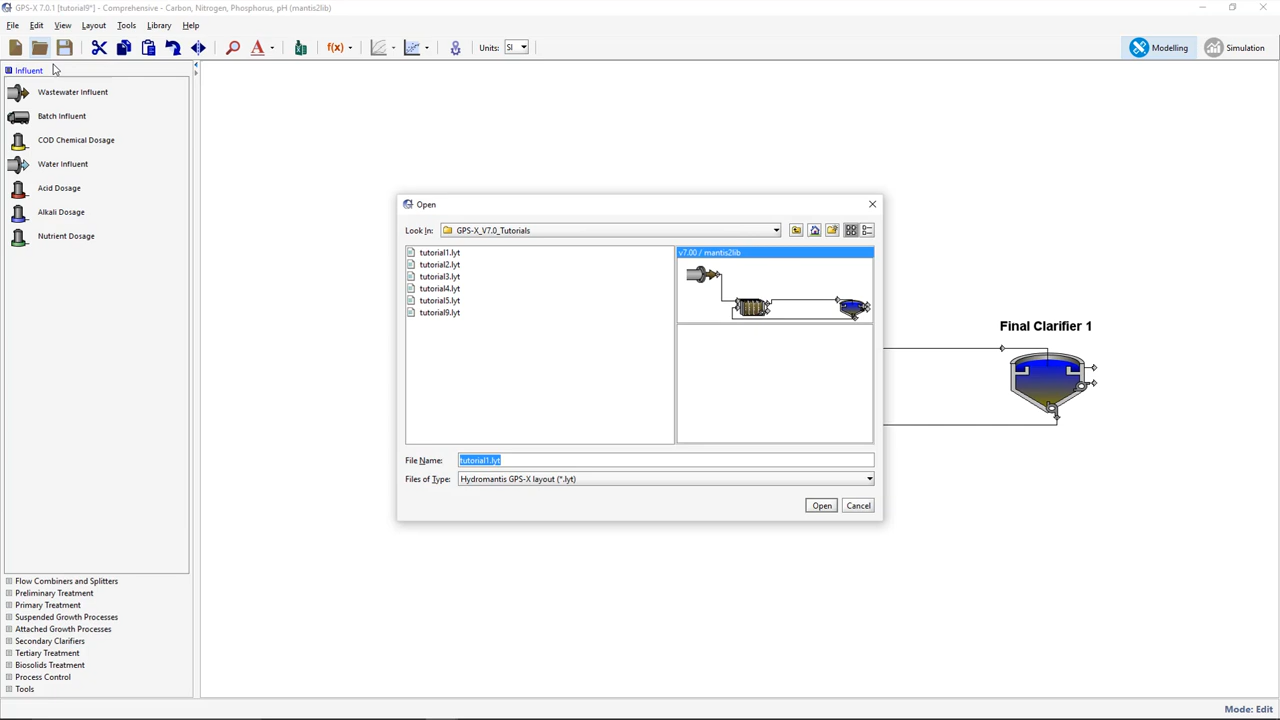 GPS-X 7.0.1 [tutorial9*] - Comprehensive - Carbon, Nitrogen, Phosphorus, pH (mantis2lib)
File Edit View Layout Tools Library Help
A f(x) Units: SI Modelling Simulation
Influent
Wastewater Influent
Batch Influent
COD Chemical Dosage
Water Influent
Acid Dosage
Alkali Dosage
Nutrient Dosage
Open
Look In: GPS-X_V7.0_Tutorials
tutorial1.lyt
tutorial2.lyt
tutorial3.lyt
tutorial4.lyt
tutorial5.lyt
tutorial9.lyt
v7.00 / mantis2lib
File Name: tutorial1.lyt
Files of Type: Hydromantis GPS-X layout (*.lyt)
Open Cancel
Final Clarifier 1
Flow Combiners and Splitters
Preliminary Treatment
Primary Treatment
Suspended Growth Processes
Attached Growth Processes
Secondary Clarifiers
Tertiary Treatment
Biosolids Treatment
Process Control
Tools
Mode: Edit